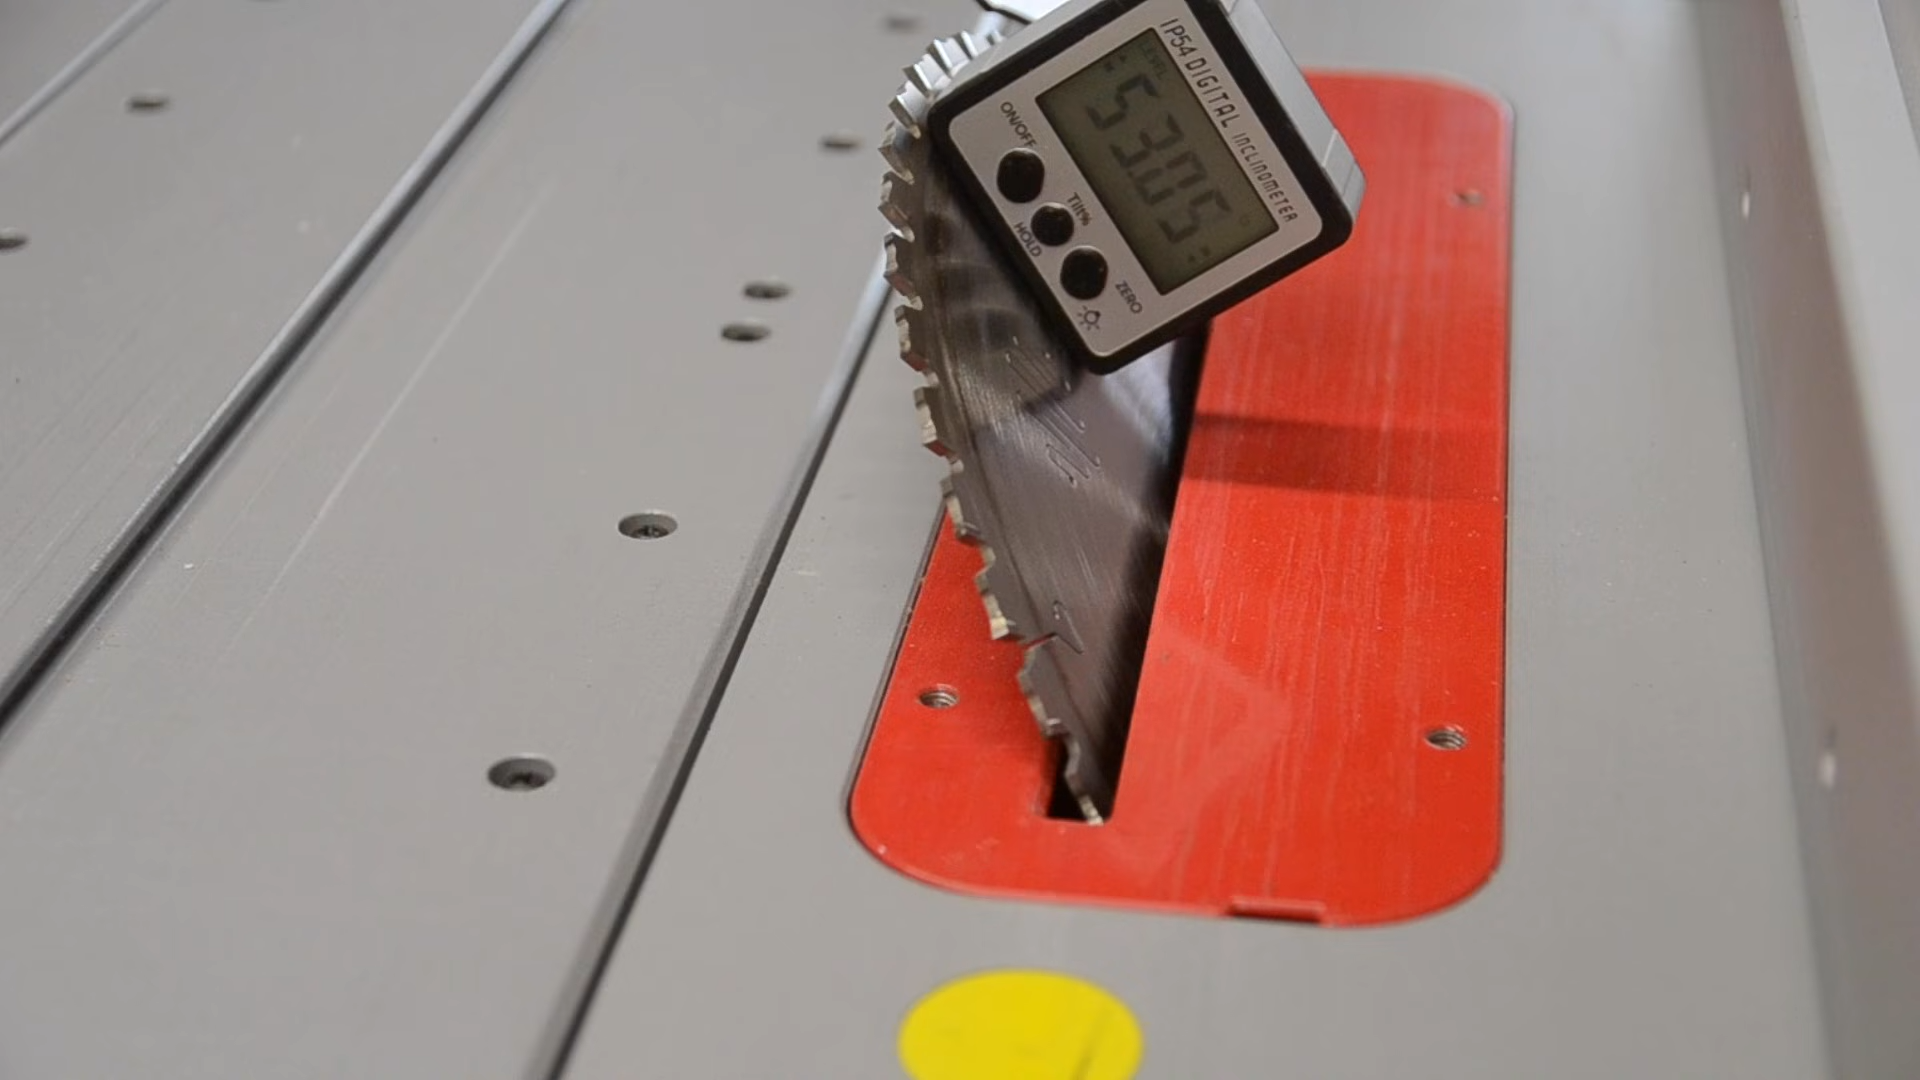 IP54 DIGITAL INCLINOMETER
LEVEL
53.05
ON/OFF
Tilt%
HOLD
ZERO